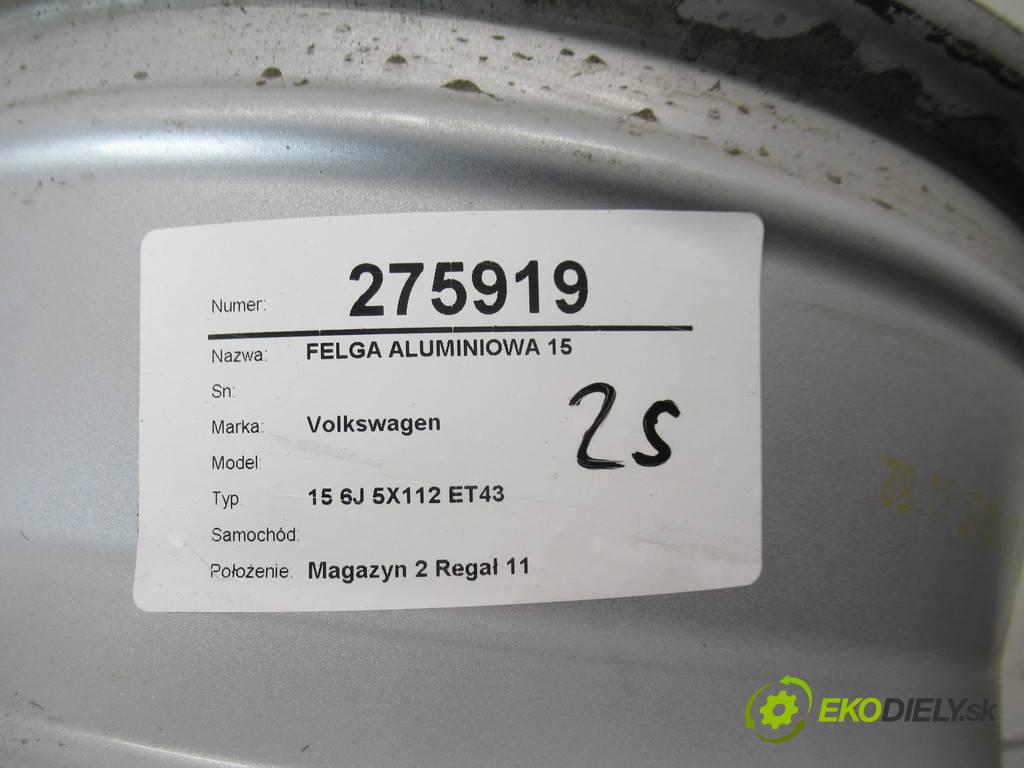 Numer: 275919
Nazwa: FELGA ALUMINIOWA 15
Sn:
Marka: Volkswagen
Model:
Typ 15 6J 5X112 ET43
Samochód:
Położenie. Magazyn 2 Regał 11
2s
EKODIELY.sk